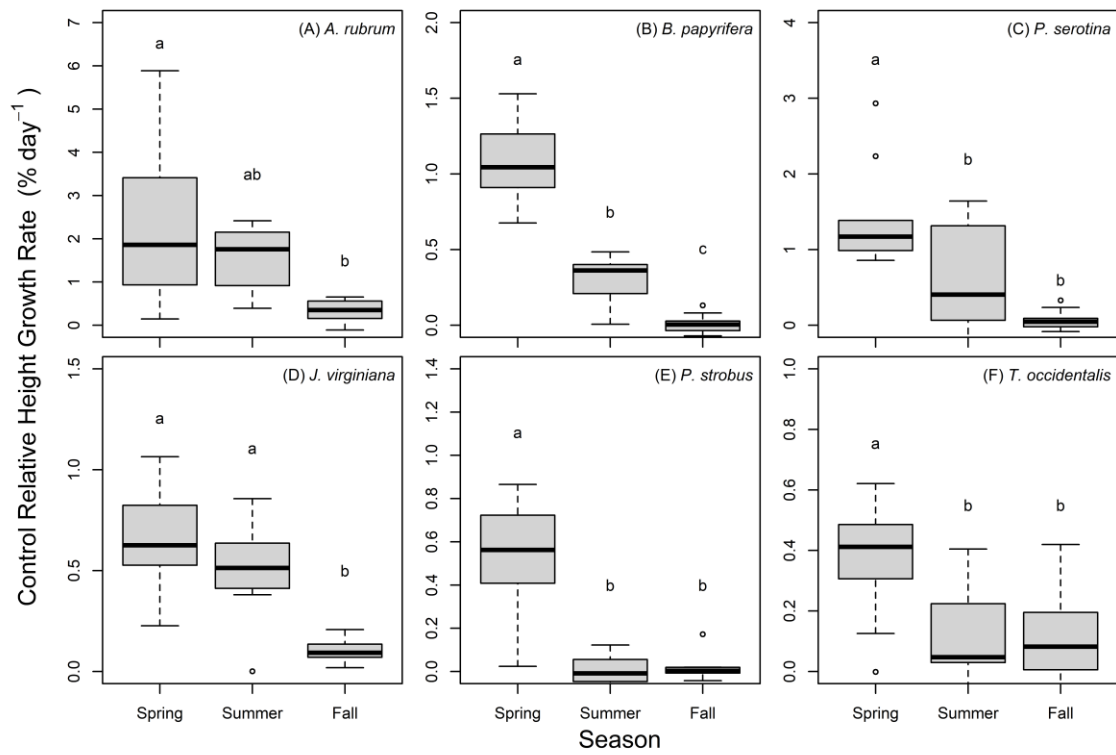 Control Relative Height Growth Rate (% day⁻¹)
(A) A. rubrum
7
6
5
4
3
2
1
0
a
ab
b
(B) B. papyrifera
2.0
1.5
1.0
0.5
0.0
a
b
c
(C) P. serotina
4
3
2
1
0
a
b
b
(D) J. virginiana
1.5
1.0
0.5
0.0
a
a
b
Spring Summer Fall
(E) P. strobus
1.4
1.2
1.0
0.8
0.6
0.4
0.2
0.0
a
b
b
Spring Summer Fall
(F) T. occidentalis
1.0
0.8
0.6
0.4
0.2
0.0
a
b
b
Spring Summer Fall
Season